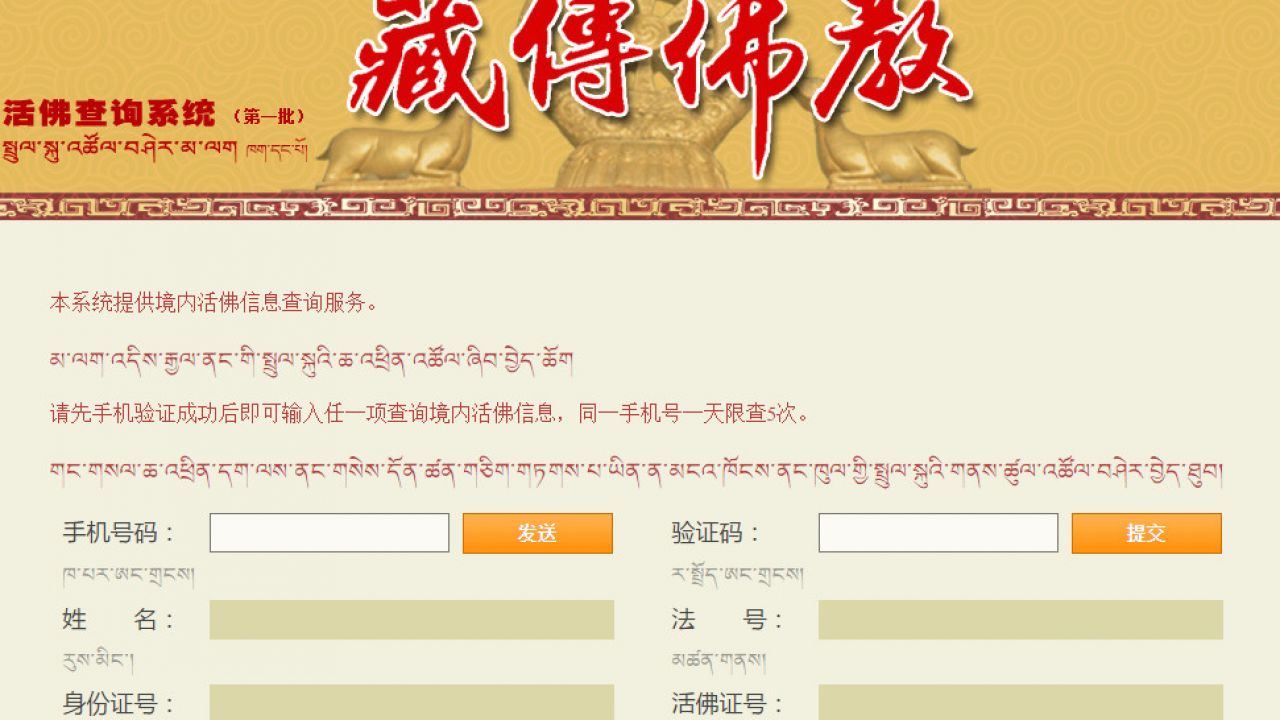 藏傳佛教
活佛查询系统（第一批）
སྤྲུལ་སྐུ་འཚོལ་བཤེར་མ་ལག ཁག་དང་པོ།
本系统提供境内活佛信息查询服务。
མ་ལག་འདིས་རྒྱལ་ནང་གི་སྤྲུལ་སྐུའི་ཆ་འཕྲིན་འཚོལ་ཞིབ་བྱེད་ཆོག
请先手机验证成功后即可输入任一项查询境内活佛信息，同一手机号一天限查5次。
གང་གསལ་ཆ་འཕྲིན་དག་ལས་ནང་གསེས་དོན་ཚན་གཅིག་གཏགས་པ་ཡིན་ན་མངའ་ཁོངས་ནང་ཁུལ་གྱི་སྤྲུལ་སྐུའི་གནས་ཚུལ་འཚོལ་བཤེར་བྱེད་ཐུབ།
手机号码： 发送 验证码： 提交
ཁ་པར་ཨང་གྲངས། ར་སྤྲོད་ཨང་གྲངས།
姓 名： 法 号：
རུས་མིང་། མཚན་གནས།
身份证号： 活佛证号：